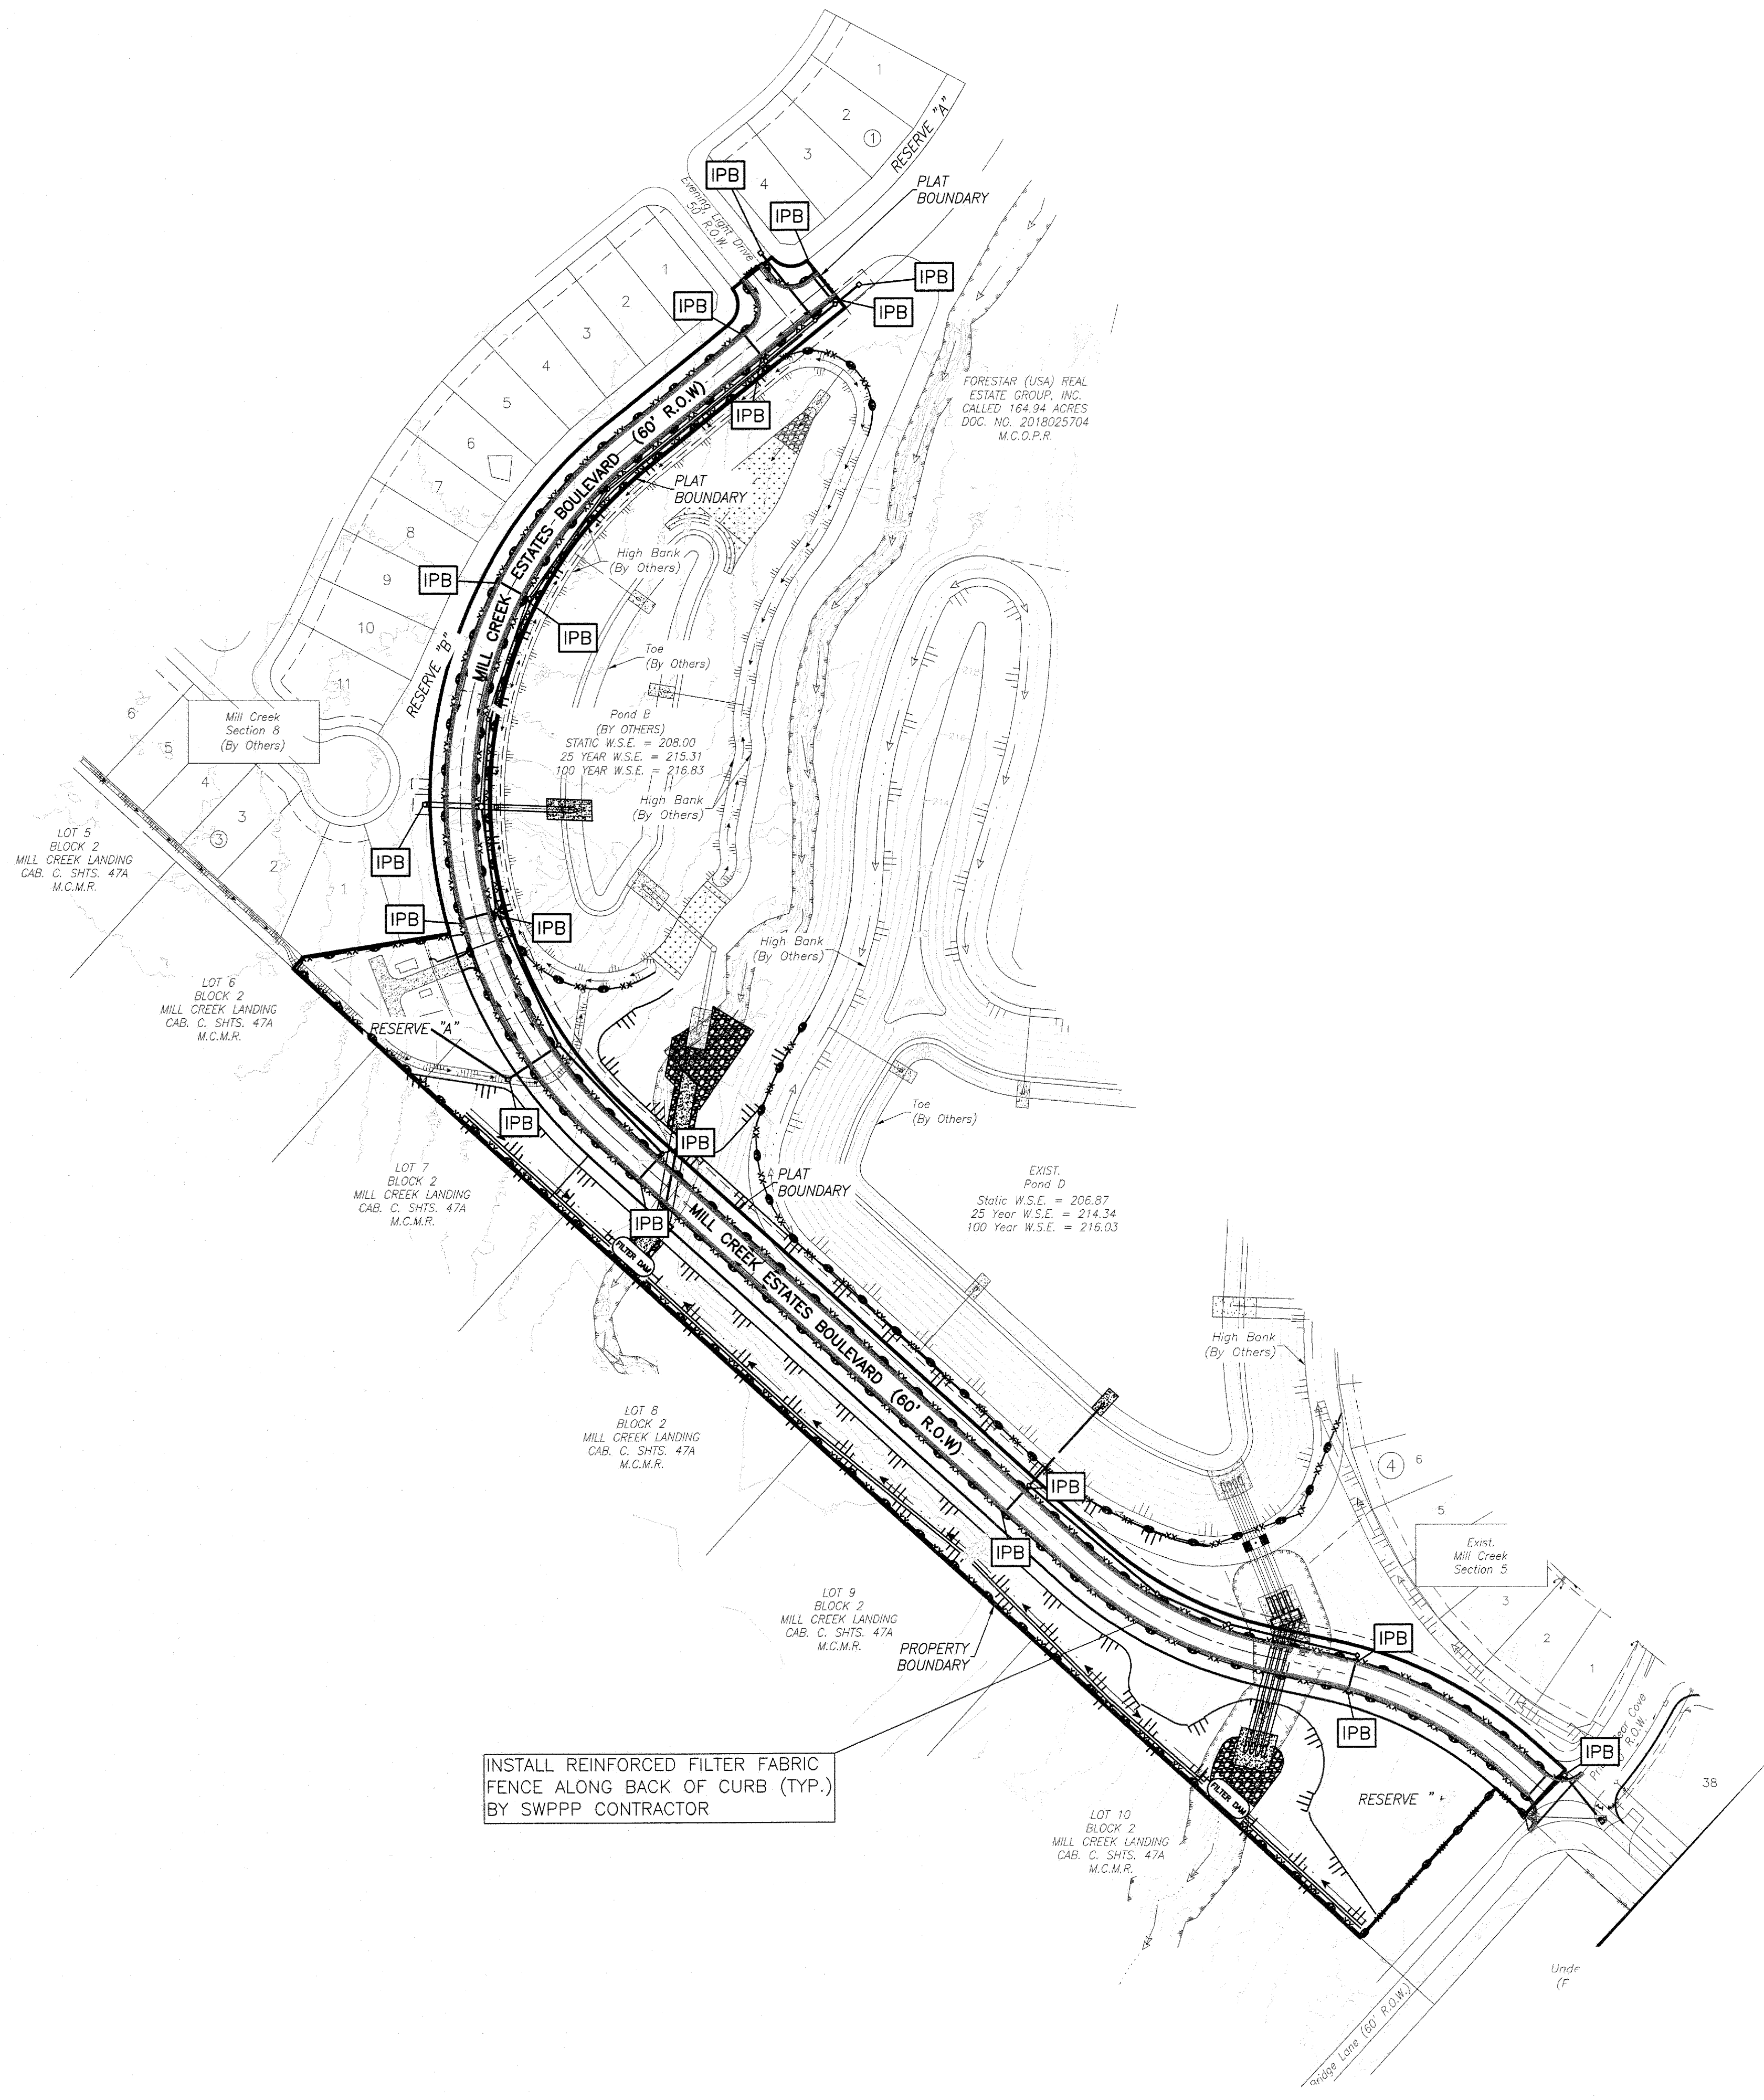 1
2
1
3
4
RESERVE "A"
IPB
PLAT
BOUNDARY
Evening Light Drive
50' R.O.W.
IPB
IPB
IPB
IPB
1
2
3
4
5
6
7
8
9
10
11
FORESTAR (USA) REAL
ESTATE GROUP, INC.
CALLED 164.94 ACRES
DOC. NO. 2018025704
M.C.O.P.R.
IPB
MILL CREEK ESTATES BOULEVARD (60' R.O.W)
PLAT
BOUNDARY
High Bank
(By Others)
IPB
IPB
RESERVE "B"
Toe
(By Others)
Mill Creek
Section 8
(By Others)
6
5
4
3
3
2
1
Pond B
(BY OTHERS)
STATIC W.S.E. = 208.00
25 YEAR W.S.E. = 215.31
100 YEAR W.S.E. = 216.83
High Bank
(By Others)
IPB
LOT 5
BLOCK 2
MILL CREEK LANDING
CAB. C. SHTS. 47A
M.C.M.R.
IPB
IPB
High Bank
(By Others)
LOT 6
BLOCK 2
MILL CREEK LANDING
CAB. C. SHTS. 47A
M.C.M.R.
RESERVE "A"
IPB
IPB
Toe
(By Others)
LOT 7
BLOCK 2
MILL CREEK LANDING
CAB. C. SHTS. 47A
M.C.M.R.
PLAT
BOUNDARY
EXIST.
Pond D
Static W.S.E. = 206.87
25 Year W.S.E. = 214.34
100 Year W.S.E. = 216.03
IPB
FILTER DAM
MILL CREEK ESTATES BOULEVARD (60' R.O.W)
High Bank
(By Others)
LOT 8
BLOCK 2
MILL CREEK LANDING
CAB. C. SHTS. 47A
M.C.M.R.
4
6
5
3
2
1
IPB
IPB
Exist.
Mill Creek
Section 5
LOT 9
BLOCK 2
MILL CREEK LANDING
CAB. C. SHTS. 47A
M.C.M.R.
PROPERTY
BOUNDARY
IPB
IPB
IPB
Cove
R.O.W.
38
INSTALL REINFORCED FILTER FABRIC
FENCE ALONG BACK OF CURB (TYP.)
BY SWPPP CONTRACTOR
FILTER DAM
RESERVE "
LOT 10
BLOCK 2
MILL CREEK LANDING
CAB. C. SHTS. 47A
M.C.M.R.
Unde
(F
Bridge Lane (60' R.O.W.)